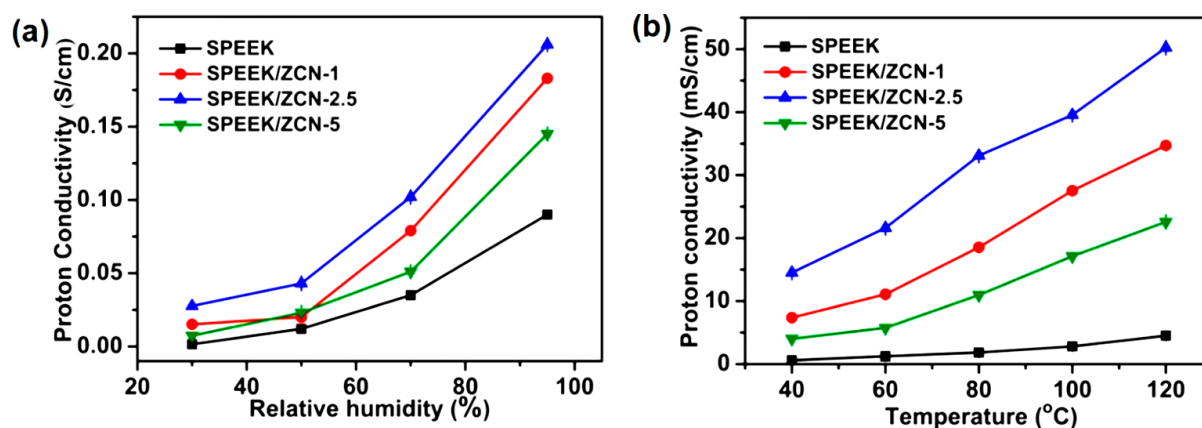 (a)
SPEEK
SPEEK/ZCN-1
SPEEK/ZCN-2.5
SPEEK/ZCN-5
Proton Conductivity (S/cm)
0.20
0.15
0.10
0.05
0.00
20 40 60 80 100
Relative humidity (%)
(b)
SPEEK
SPEEK/ZCN-1
SPEEK/ZCN-2.5
SPEEK/ZCN-5
Proton conductivity (mS/cm)
50
40
30
20
10
0
40 60 80 100 120
Temperature (°C)